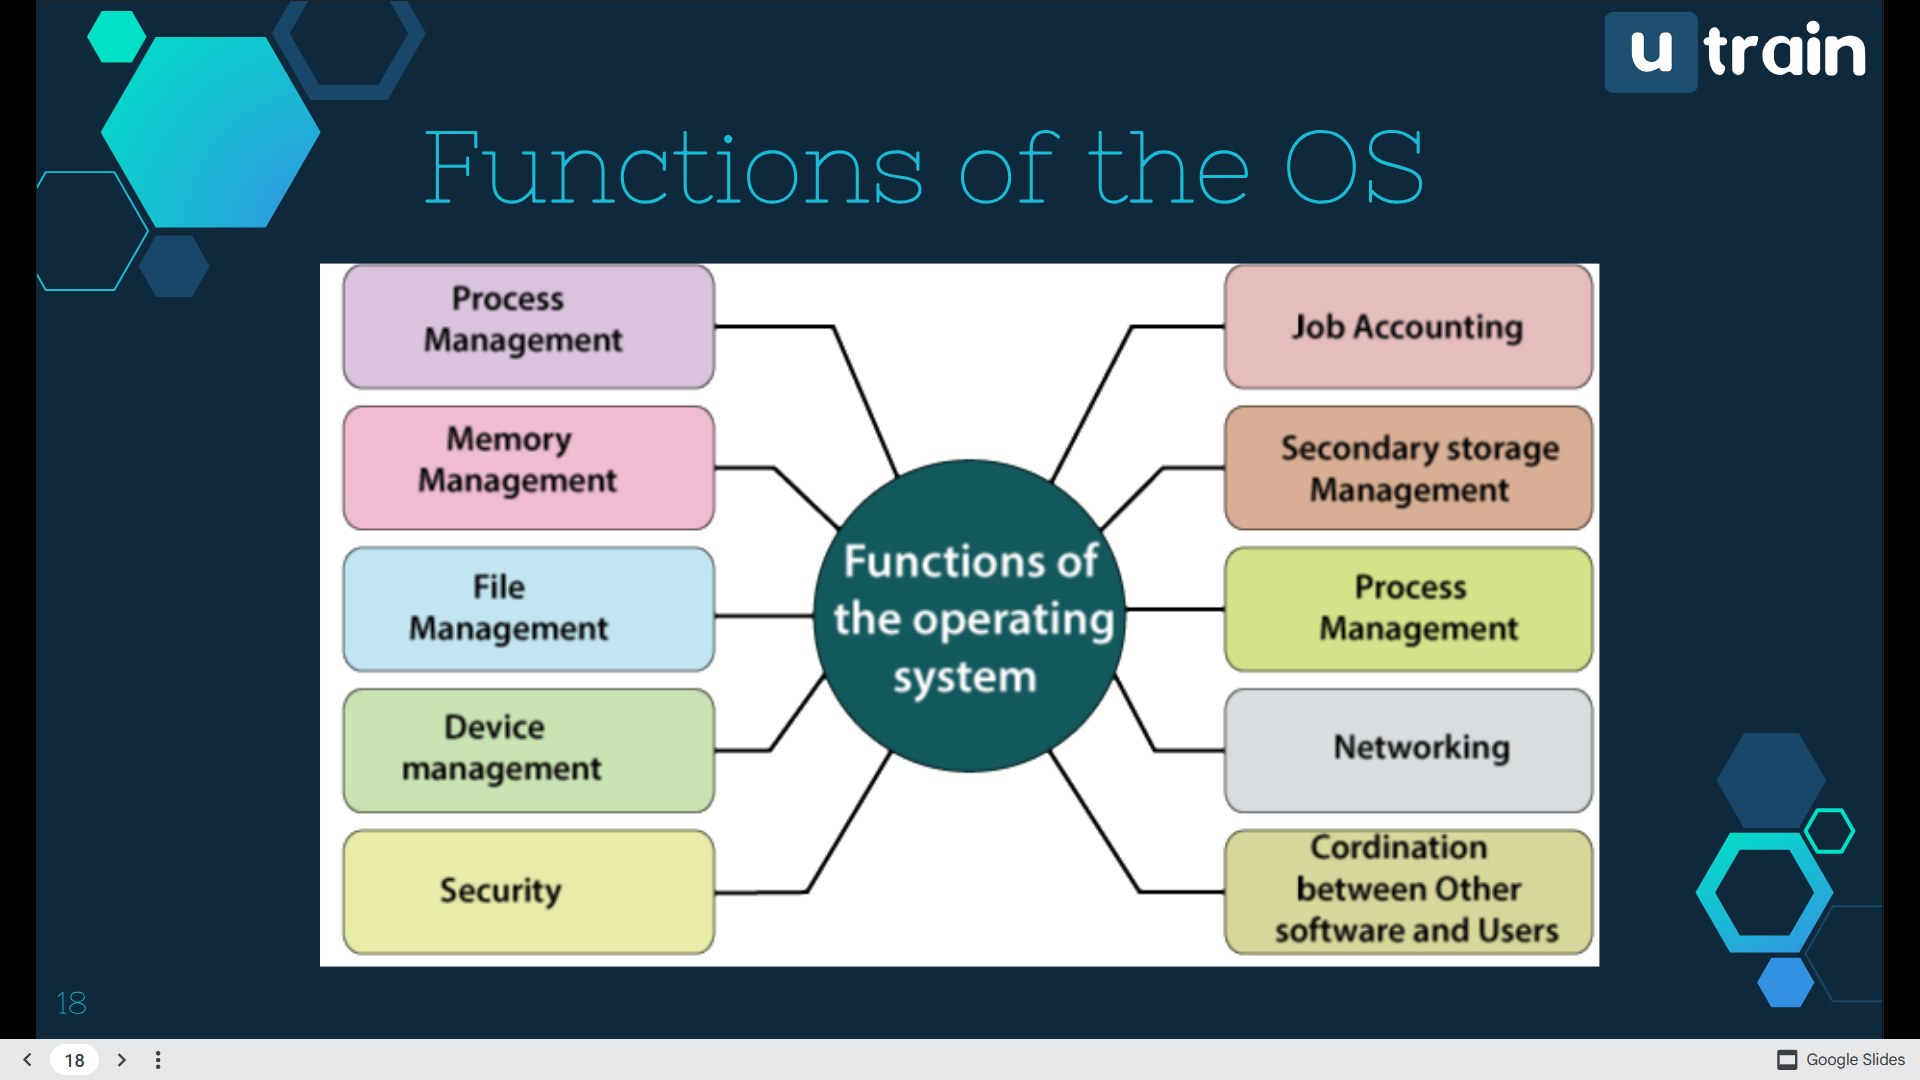 u train
Functions of the OS
Process
Management
Memory
Management
File
Management
Device
management
Security
Functions of
the operating
system
Job Accounting
Secondary storage
Management
Process
Management
Networking
Cordination
between Other
software and Users
18
18
Google Slides